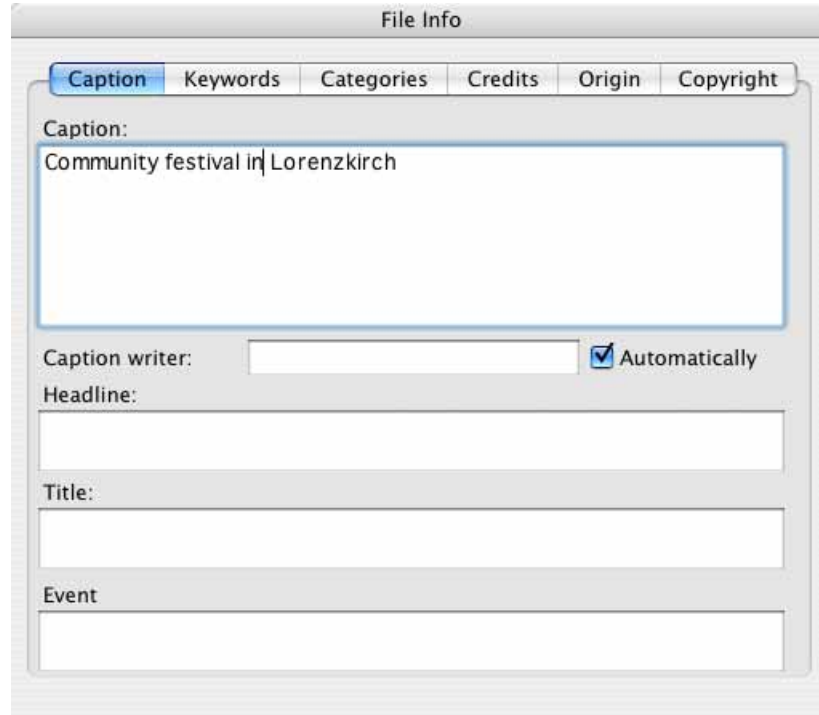 File Info
Caption Keywords Categories Credits Origin Copyright
Caption:
Community festival in Lorenzkirch
Caption writer: Automatically
Headline:
Title:
Event